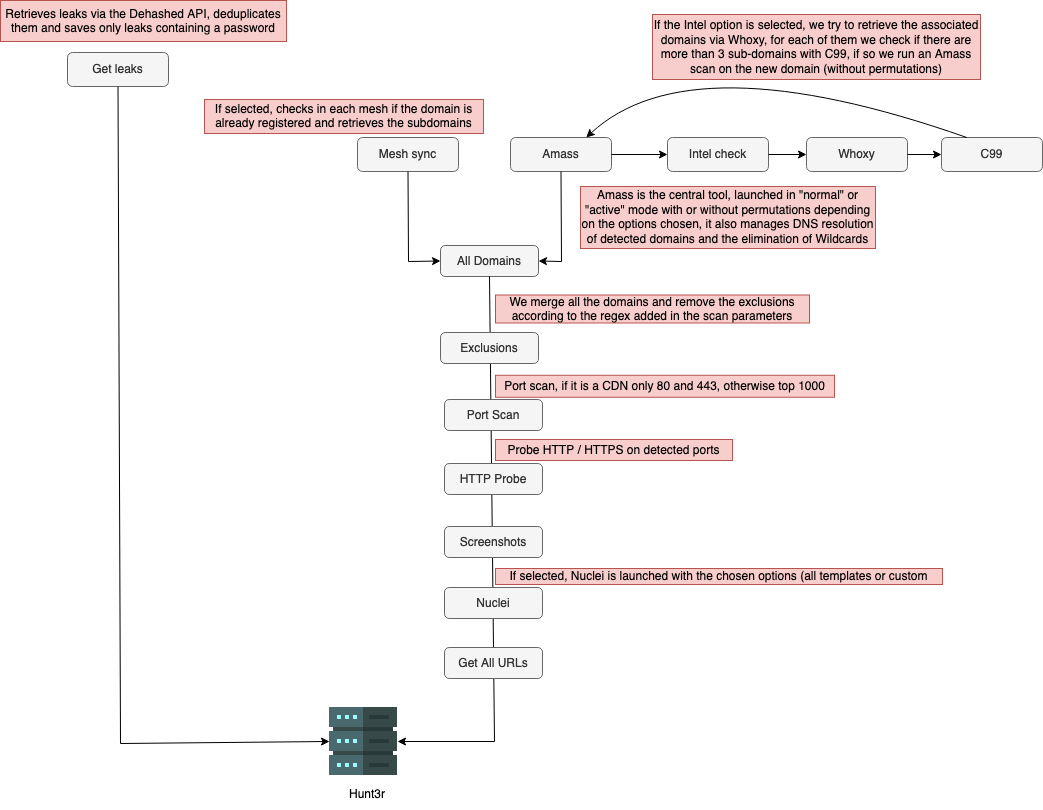 Retrieves leaks via the Dehashed API, deduplicates
them and saves only leaks containing a password
Get leaks
If the Intel option is selected, we try to retrieve the associated
domains via Whoxy, for each of them we check if there are
more than 3 sub-domains with C99, if so we run an Amass
scan on the new domain (without permutations)
If selected, checks in each mesh if the domain is
already registered and retrieves the subdomains
Mesh sync
Amass
Intel check
Whoxy
C99
Amass is the central tool, launched in "normal" or
"active" mode with or without permutations depending
on the options chosen, it also manages DNS resolution
of detected domains and the elimination of Wildcards
All Domains
We merge all the domains and remove the exclusions
according to the regex added in the scan parameters
Exclusions
Port scan, if it is a CDN only 80 and 443, otherwise top 1000
Port Scan
Probe HTTP / HTTPS on detected ports
HTTP Probe
Screenshots
If selected, Nuclei is launched with the chosen options (all templates or custom
Nuclei
Get All URLs
Hunt3r